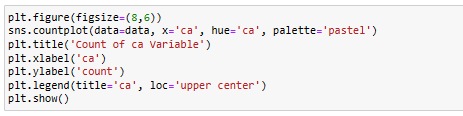 plt.figure(figsize=(8,6))
sns.countplot(data=data, x='ca', hue='ca', palette='pastel')
plt.title('Count of ca Variable')
plt.xlabel('ca')
plt.ylabel('count')
plt.legend(title='ca', loc='upper center')
plt.show()